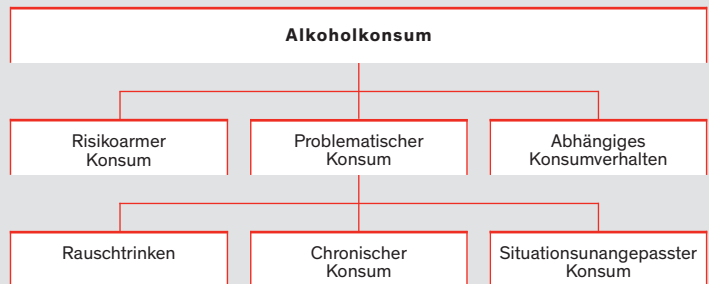 Alkoholkonsum
Risikoarmer
Konsum
Problematischer
Konsum
Abhängiges
Konsumverhalten
Rauschtrinken
Chronischer
Konsum
Situationsunangepasster
Konsum